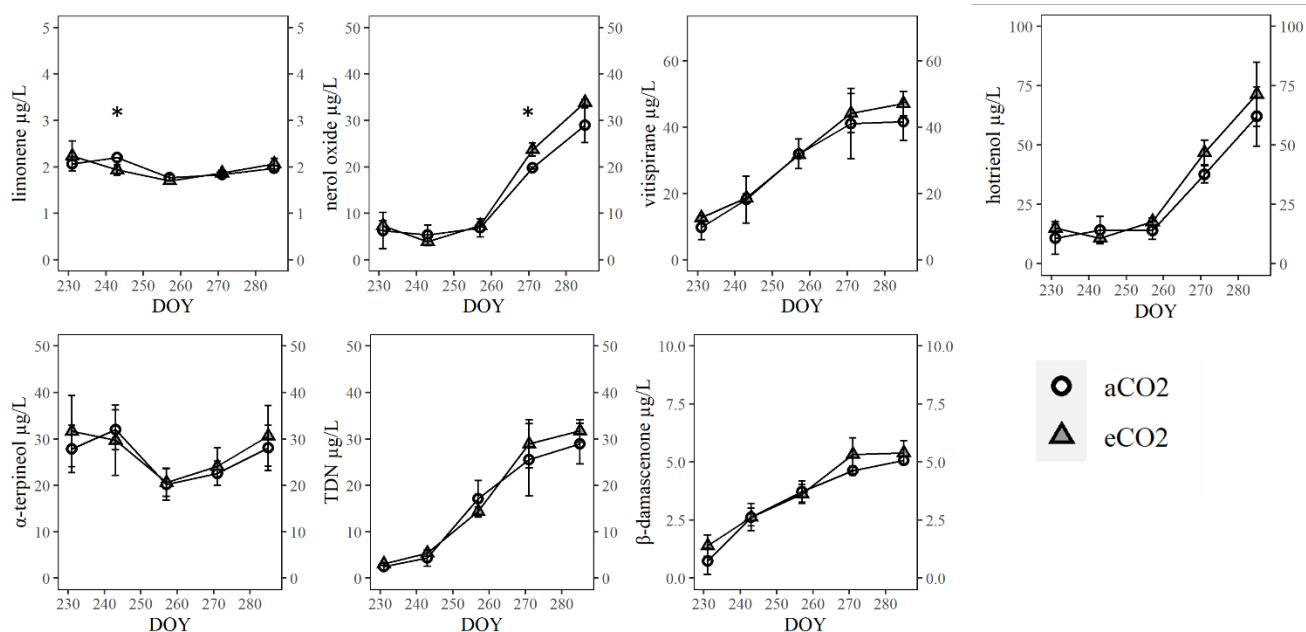 limonene µg/L
5 4 3 2 1 0
*
5 4 3 2 1 0
230 240 250 260 270 280
DOY
nerol oxide µg/L
50 40 30 20 10 0
*
50 40 30 20 10 0
230 240 250 260 270 280
DOY
vitispirane µg/L
60 40 20 0
60 40 20 0
230 240 250 260 270 280
DOY
hotrienol µg/L
100 75 50 25 0
100 75 50 25 0
230 240 250 260 270 280
DOY
α-terpineol µg/L
50 40 30 20 10 0
50 40 30 20 10 0
230 240 250 260 270 280
DOY
TDN µg/L
50 40 30 20 10 0
50 40 30 20 10 0
230 240 250 260 270 280
DOY
β-damascenone µg/L
10.0 7.5 5.0 2.5 0.0
10.0 7.5 5.0 2.5 0.0
230 240 250 260 270 280
DOY
aCO2
eCO2